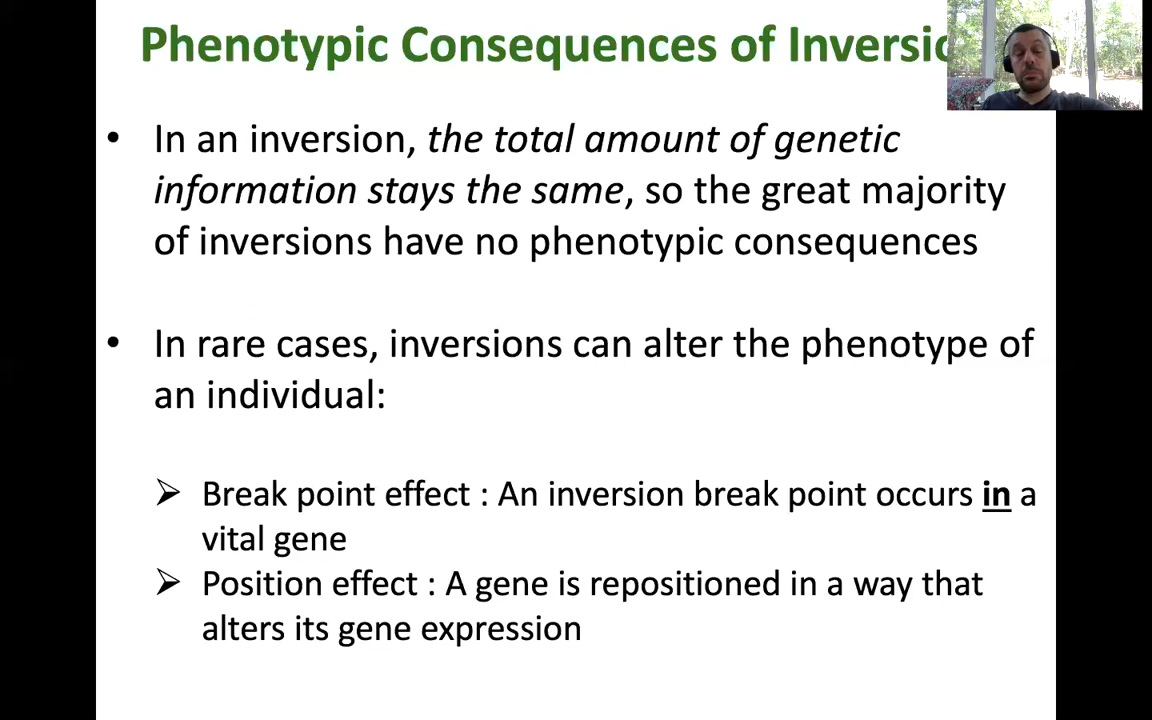 Phenotypic Consequences of
• In an inversion, the total amount of genetic
information stays the same, so the great majority
of inversions have no phenotypic consequences
• In rare cases, inversions can alter the phenotype of
an individual:
➢ Break point effect : An inversion break point occurs in a
vital gene
➢ Position effect : A gene is repositioned in a way that
alters its gene expression